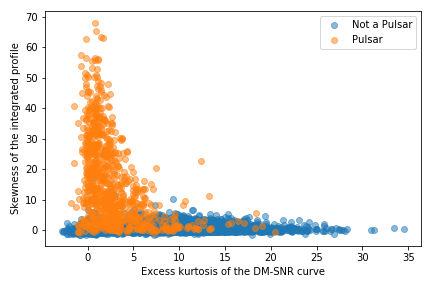 Not a Pulsar
Pulsar
Skewness of the integrated profile
70
60
50
40
30
20
10
0
0 5 10 15 20 25 30 35
Excess kurtosis of the DM-SNR curve